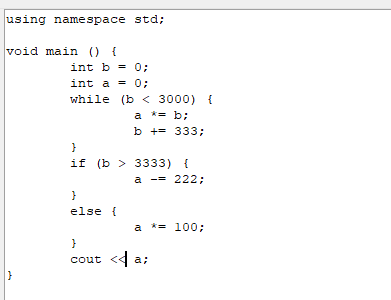 using namespace std;
void main () {
int b = 0;
int a = 0;
while (b < 3000) {
a *= b;
b += 333;
}
if (b > 3333) {
a -= 222;
}
else {
a *= 100;
}
cout << a;
}